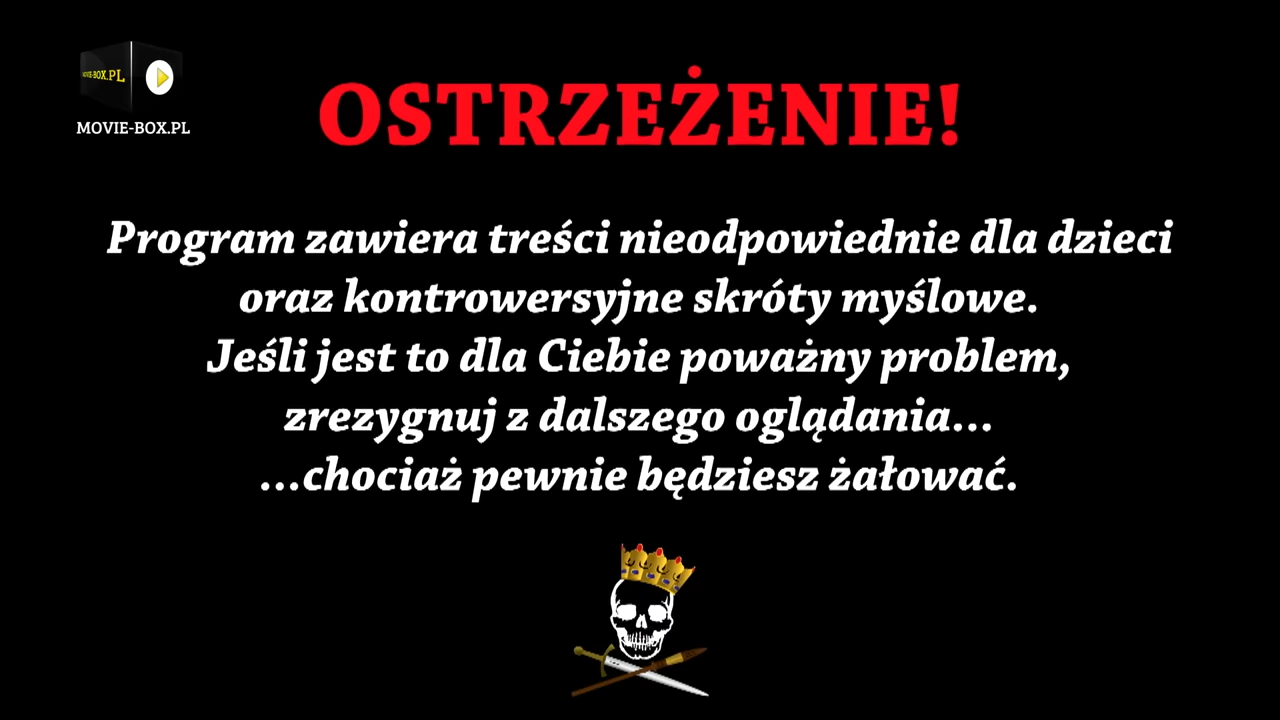 MOVIE-BOX.PL
MOVIE-BOX.PL
OSTRZEŻENIE!
Program zawiera treści nieodpowiednie dla dzieci
oraz kontrowersyjne skróty myślowe.
Jeśli jest to dla Ciebie poważny problem,
zrezygnuj z dalszego oglądania...
...chociaż pewnie będziesz żałować.